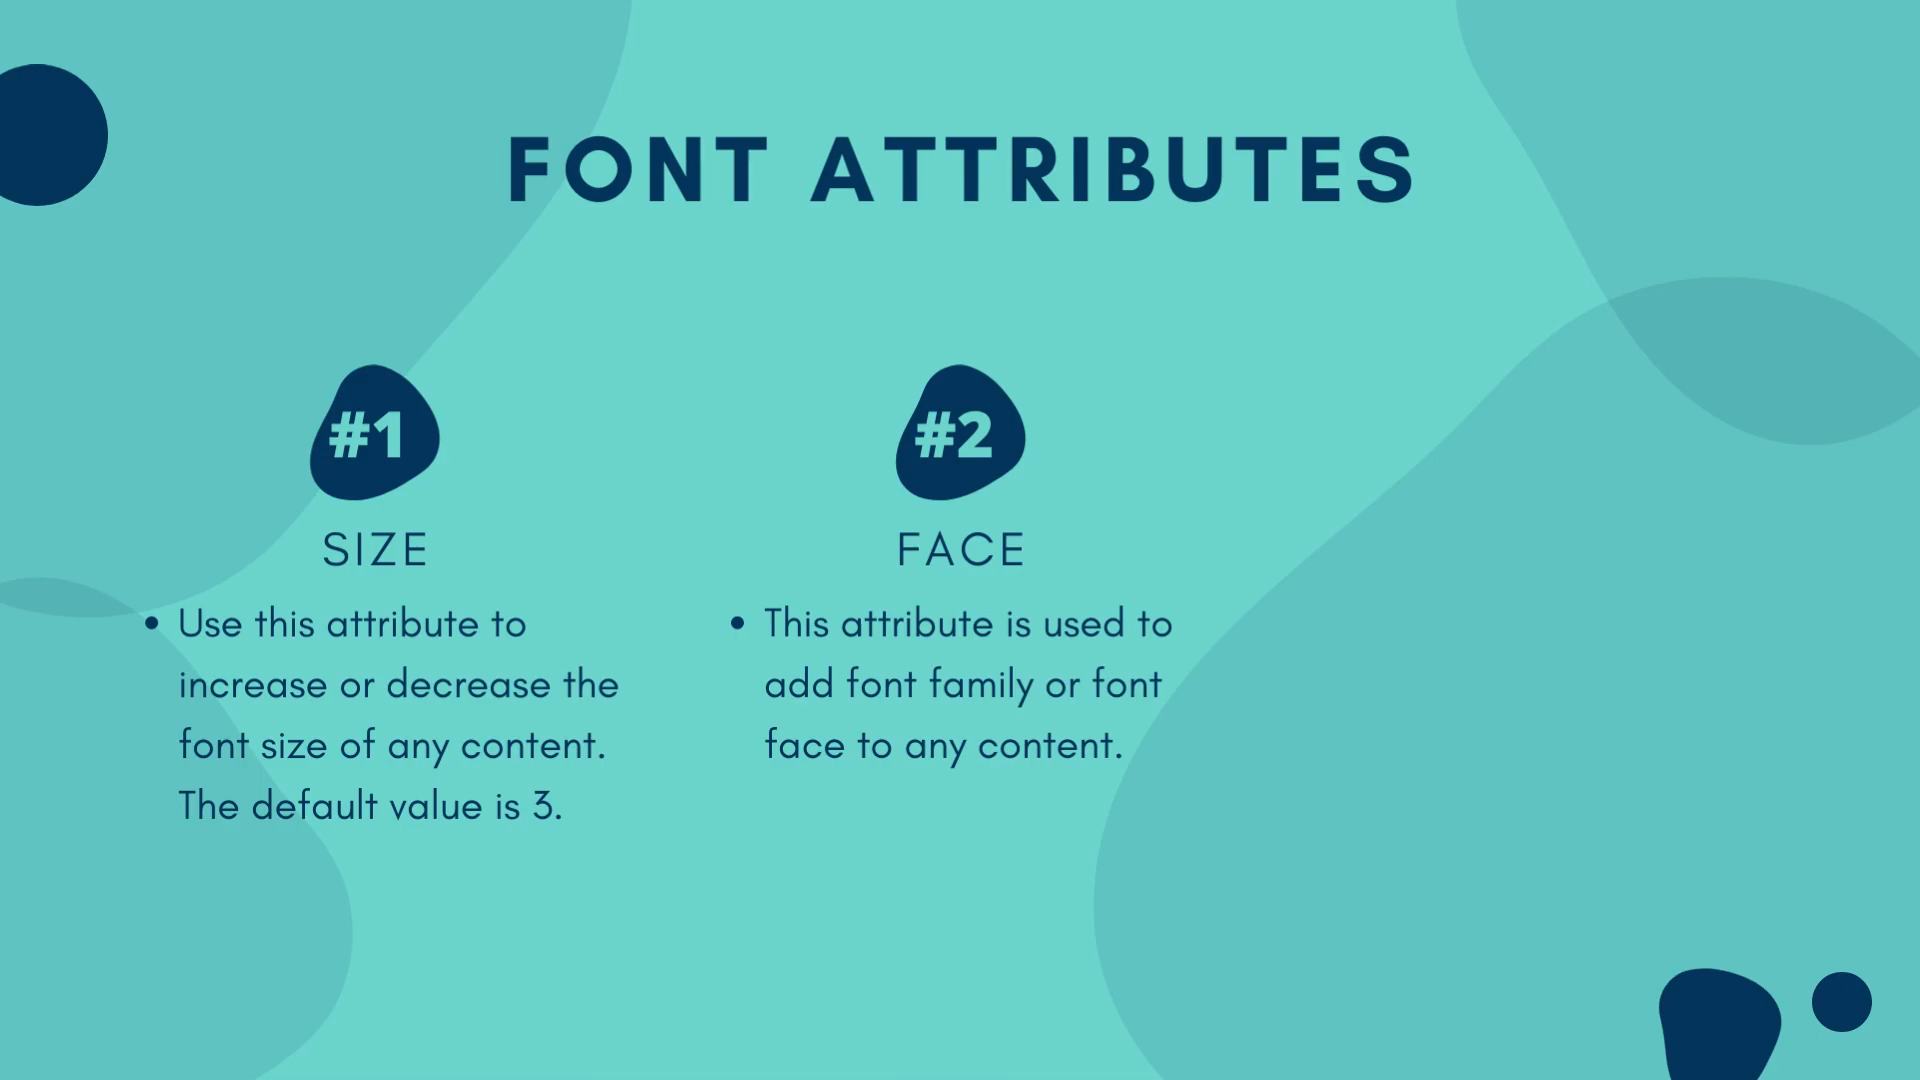 FONT ATTRIBUTES
#1
SIZE
• Use this attribute to
increase or decrease the
font size of any content.
The default value is 3.
#2
FACE
• This attribute is used to
add font family or font
face to any content.